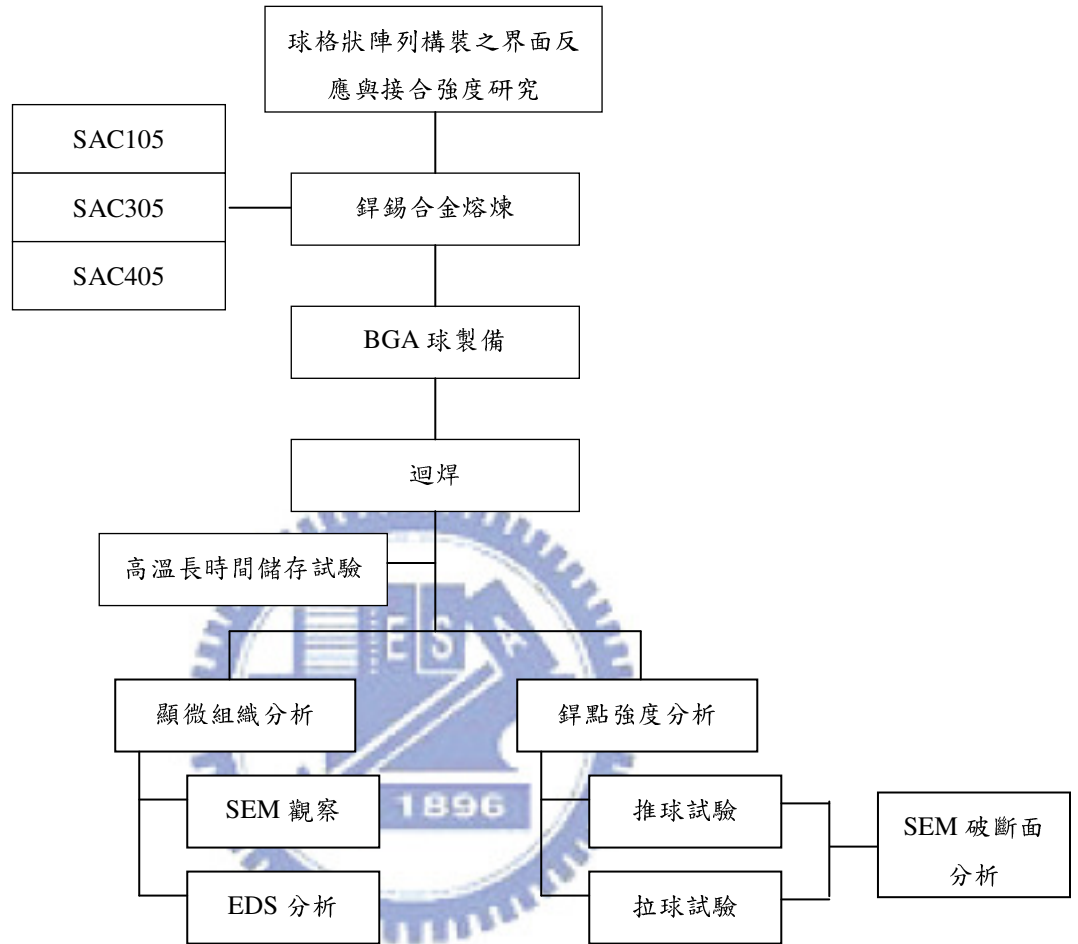 球格狀陣列構裝之界面反
應與接合強度研究
SAC105
SAC305
SAC405
銲錫合金熔煉
BGA 球製備
迴焊
高溫長時間儲存試驗
E S A
顯微組織分析
銲點強度分析
SEM 觀察
1896
推球試驗
SEM 破斷面
分析
EDS 分析
拉球試驗